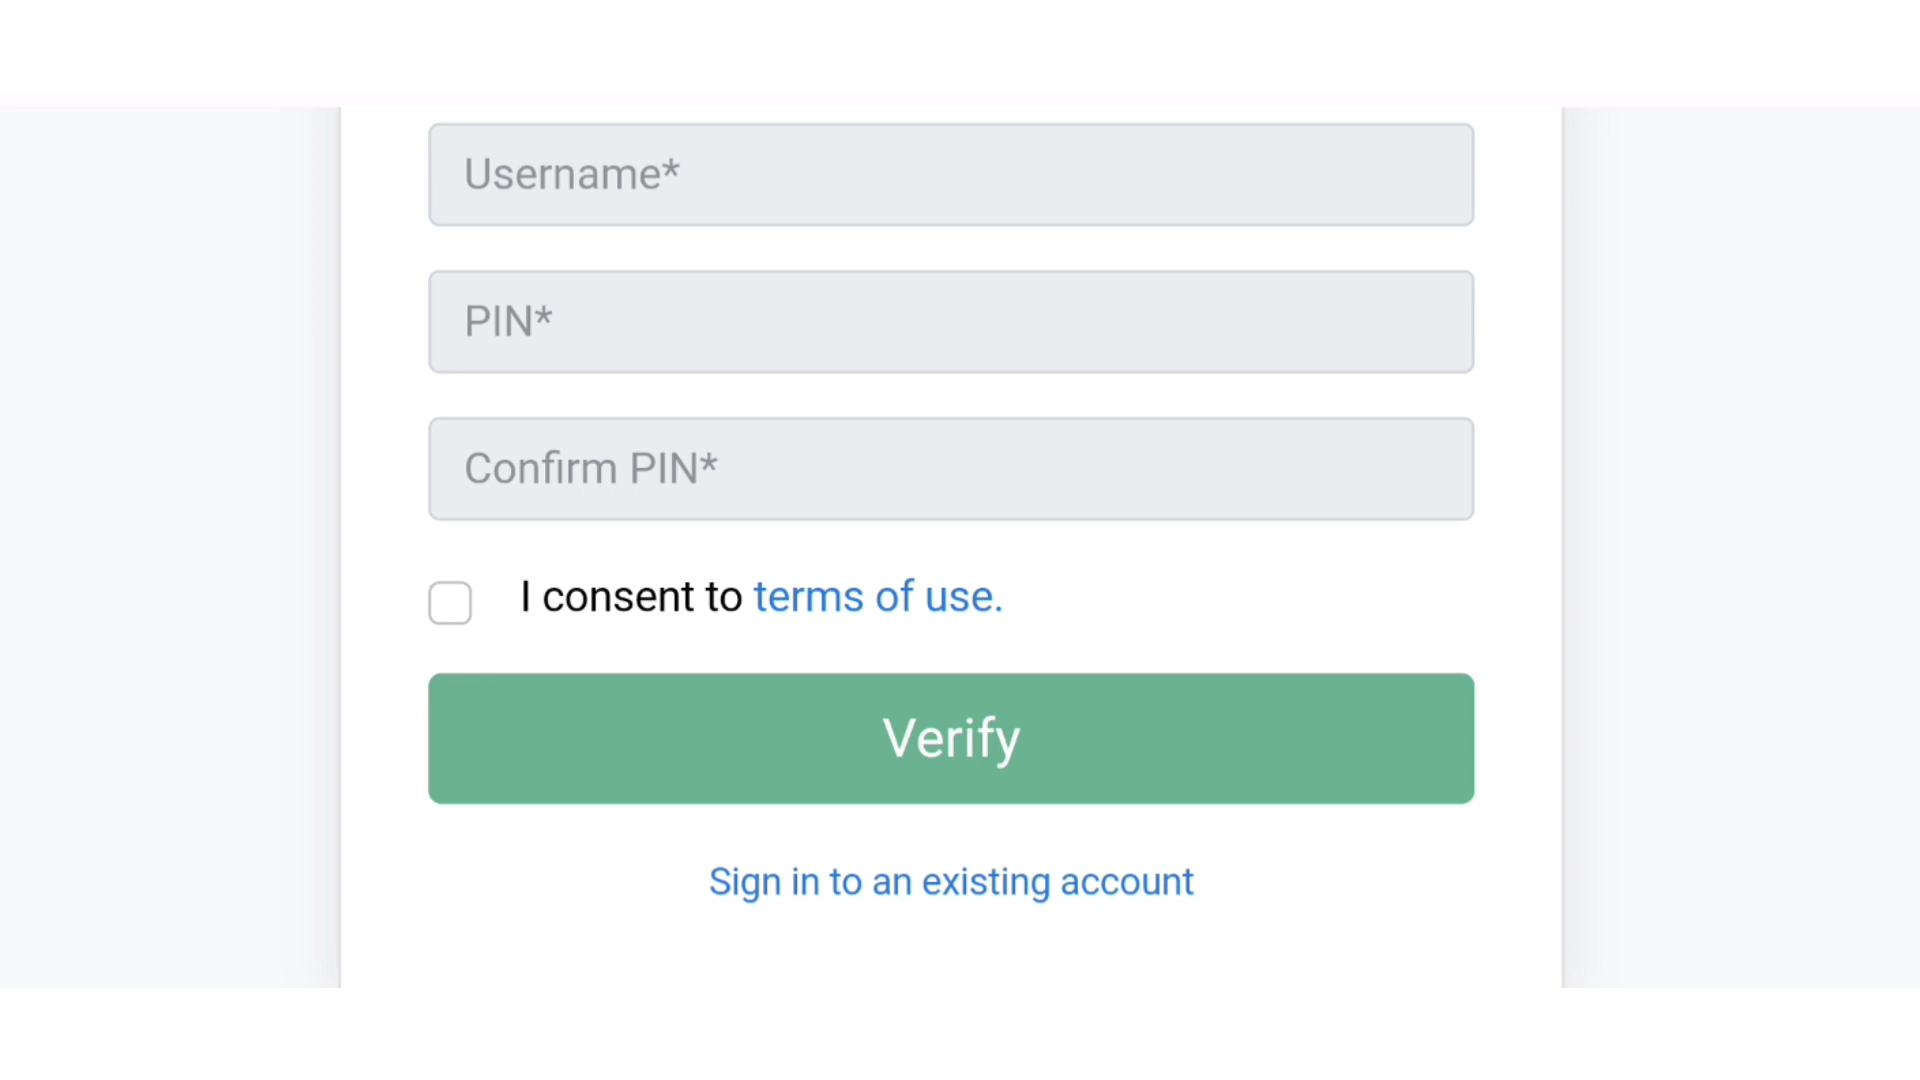 Username*
PIN*
Confirm PIN*
I consent to terms of use.
Verify
Sign in to an existing account